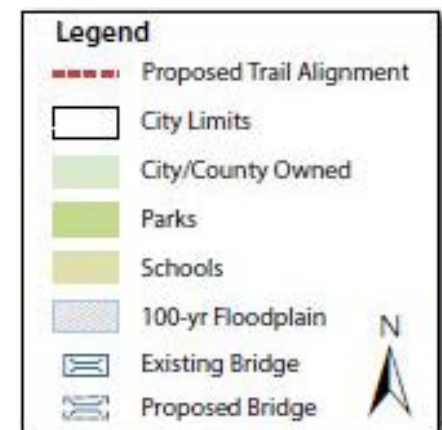 Legend
Proposed Trail Alignment
City Limits
City/County Owned
Parks
Schools
100-yr Floodplain
N
Existing Bridge
Proposed Bridge